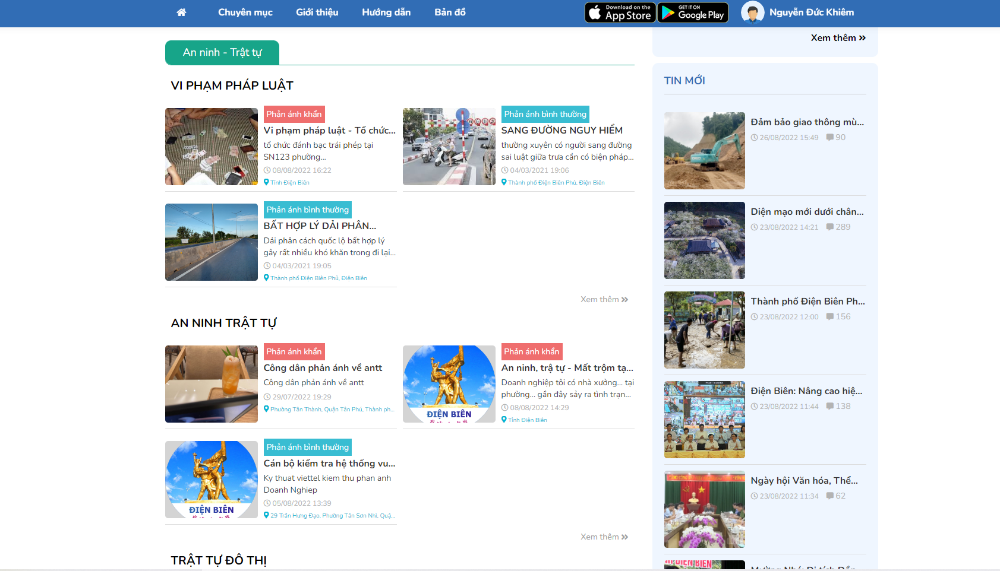 Chuyên mục
Giới thiệu
Hướng dẫn
Bản đồ
Download on the
App Store
GET IT ON
Google Play
Nguyễn Đức Khiêm
An ninh - Trật tự
VI PHẠM PHÁP LUẬT
Phản ánh khẩn
Vi phạm pháp luật - Tổ chức...
tổ chức đánh bạc trái phép tại
SN123 phường...
08/08/2022 16:22
Tỉnh Điện Biên
Phản ánh bình thường
SANG ĐƯỜNG NGUY HIỂM
thường xuyên có người sang đường
sai luật giữa trưa cần có biện pháp...
04/03/2021 19:06
Thành phố Điện Biên Phủ, Điện Biên
Phản ánh bình thường
BẤT HỢP LÝ DẢI PHÂN...
Dải phân cách quốc lộ bất hợp lý
gây rất nhiều khó khăn trong đi lại...
04/03/2021 19:05
Thành phố Điện Biên Phủ, Điện Biên
Xem thêm
AN NINH TRẬT TỰ
Phản ánh khẩn
Công dân phản ánh về antt
Công dân phản ánh về antt
29/07/2022 19:29
Phường Tân Thành, Quận Tân Phú, Thành ph...
ĐIỆN BIÊN
Phản ánh khẩn
An ninh, trậ tự - Mất trộm tạ...
Doanh nghiệp tôi có nhà xưởng... tại
phường... gần đây sảy ra tình trạn...
08/08/2022 14:29
Tỉnh Điện Biên
ĐIỆN BIÊN
Phản ánh bình thường
Cán bộ kiểm tra hệ thống vu...
Ky thuat viettel kiem thu phan anh
Doanh Nghiep
05/08/2022 13:39
29 Trần Hưng Đạo, Phường Tân Sơn Nhì, Quậ...
Xem thêm
TRẬT TỰ ĐÔ THỊ
Xem thêm
TIN MỚI
Đảm bảo giao thông mù...
26/08/2022 15:49 90
Diện mạo mới dưới chân...
23/08/2022 14:21 289
Thành phố Điện Biên Ph...
23/08/2022 12:00 156
Điện Biên: Nâng cao hiệ...
23/08/2022 11:44 138
Ngày hội Văn hóa, Thể...
23/08/2022 11:34 62